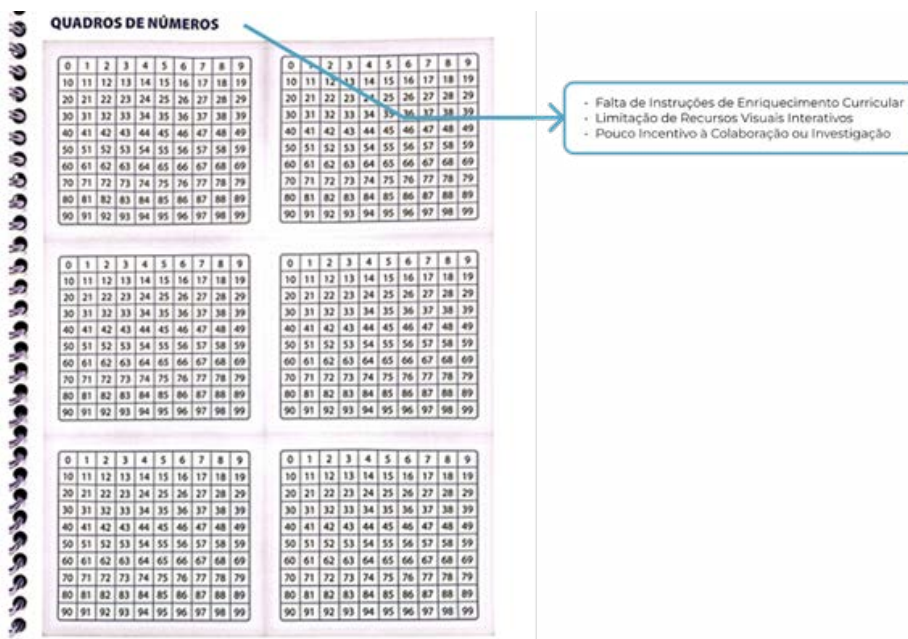 QUADROS DE NÚMEROS
0 1 2 3 4 5 6 7 8 9
10 11 12 13 14 15 16 17 18 19
20 21 22 23 24 25 26 27 28 29
30 31 32 33 34 35 36 37 38 39
40 41 42 43 44 45 46 47 48 49
50 51 52 53 54 55 56 57 58 59
60 61 62 63 64 65 66 67 68 69
70 71 72 73 74 75 76 77 78 79
80 81 82 83 84 85 86 87 88 89
90 91 92 93 94 95 96 97 98 99
0 1 2 3 4 5 6 7 8 9
10 11 12 13 14 15 16 17 18 19
20 21 22 23 24 25 26 27 28 29
30 31 32 33 34 35 36 37 38 39
40 41 42 43 44 45 46 47 48 49
50 51 52 53 54 55 56 57 58 59
60 61 62 63 64 65 66 67 68 69
70 71 72 73 74 75 76 77 78 79
80 81 82 83 84 85 86 87 88 89
90 91 92 93 94 95 96 97 98 99
• Falta de Instruções de Enriquecimento Curricular
• Limitação de Recursos Visuais Interativos
• Pouco Incentivo à Colaboração ou Investigação
0 1 2 3 4 5 6 7 8 9
10 11 12 13 14 15 16 17 18 19
20 21 22 23 24 25 26 27 28 29
30 31 32 33 34 35 36 37 38 39
40 41 42 43 44 45 46 47 48 49
50 51 52 53 54 55 56 57 58 59
60 61 62 63 64 65 66 67 68 69
70 71 72 73 74 75 76 77 78 79
80 81 82 83 84 85 86 87 88 89
90 91 92 93 94 95 96 97 98 99
0 1 2 3 4 5 6 7 8 9
10 11 12 13 14 15 16 17 18 19
20 21 22 23 24 25 26 27 28 29
30 31 32 33 34 35 36 37 38 39
40 41 42 43 44 45 46 47 48 49
50 51 52 53 54 55 56 57 58 59
60 61 62 63 64 65 66 67 68 69
70 71 72 73 74 75 76 77 78 79
80 81 82 83 84 85 86 87 88 89
90 91 92 93 94 95 96 97 98 99
0 1 2 3 4 5 6 7 8 9
10 11 12 13 14 15 16 17 18 19
20 21 22 23 24 25 26 27 28 29
30 31 32 33 34 35 36 37 38 39
40 41 42 43 44 45 46 47 48 49
50 51 52 53 54 55 56 57 58 59
60 61 62 63 64 65 66 67 68 69
70 71 72 73 74 75 76 77 78 79
80 81 82 83 84 85 86 87 88 89
90 91 92 93 94 95 96 97 98 99
0 1 2 3 4 5 6 7 8 9
10 11 12 13 14 15 16 17 18 19
20 21 22 23 24 25 26 27 28 29
30 31 32 33 34 35 36 37 38 39
40 41 42 43 44 45 46 47 48 49
50 51 52 53 54 55 56 57 58 59
60 61 62 63 64 65 66 67 68 69
70 71 72 73 74 75 76 77 78 79
80 81 82 83 84 85 86 87 88 89
90 91 92 93 94 95 96 97 98 99